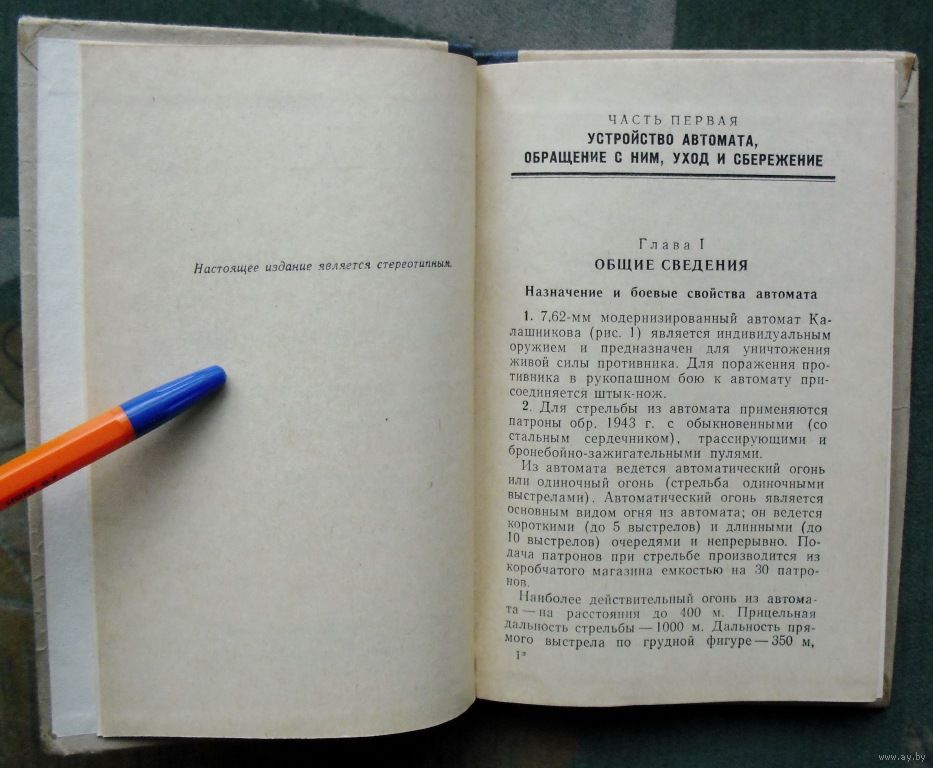 Настоящее издание является стереотипным.
ЧАСТЬ ПЕРВАЯ
УСТРОЙСТВО АВТОМАТА,
ОБРАЩЕНИЕ С НИМ, УХОД И СБЕРЕЖЕНИЕ
Глава I
ОБЩИЕ СВЕДЕНИЯ
Назначение и боевые свойства автомата
1. 7,62-мм модернизированный автомат Ка-
лашникова (рис. 1) является индивидуальным
оружием и предназначен для уничтожения
живой силы противника. Для поражения про-
тивника в рукопашном бою к автомату при-
соединяется штык-нож.
2. Для стрельбы из автомата применяются
патроны обр. 1943 г. с обыкновенными (со
стальным сердечником), трассирующими и
бронебойно-зажигательными пулями.
Из автомата ведется автоматический огонь
или одиночный огонь (стрельба одиночными
выстрелами). Автоматический огонь является
основным видом огня из автомата; он ведется
короткими (до 5 выстрелов) и длинными (до
10 выстрелов) очередями и непрерывно. По-
дача патронов при стрельбе производится из
коробчатого магазина емкостью на 30 патро-
нов.
Наиболее действительный огонь из автома-
та — на расстояния до 400 м. Прицельная
дальность стрельбы — 1000 м. Дальность пря-
мого выстрела по грудной фигуре — 350 м,
1*
www.ay.by